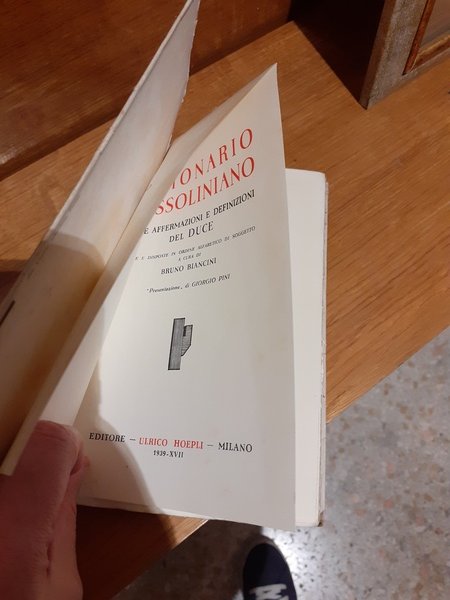 IONARIO
SSOLINIANO
E AFFERMAZIONI E DEFINIZIONI
DEL DUCE
E E DISPOSTE IN ORDINE ALFABETICO DI SOGGETTO
A CURA DI
BRUNO BIANCINI
"Presentazione" di GIORGIO PINI
EDITORE – ULRICO HOEPLI – MILANO
1939-XVII